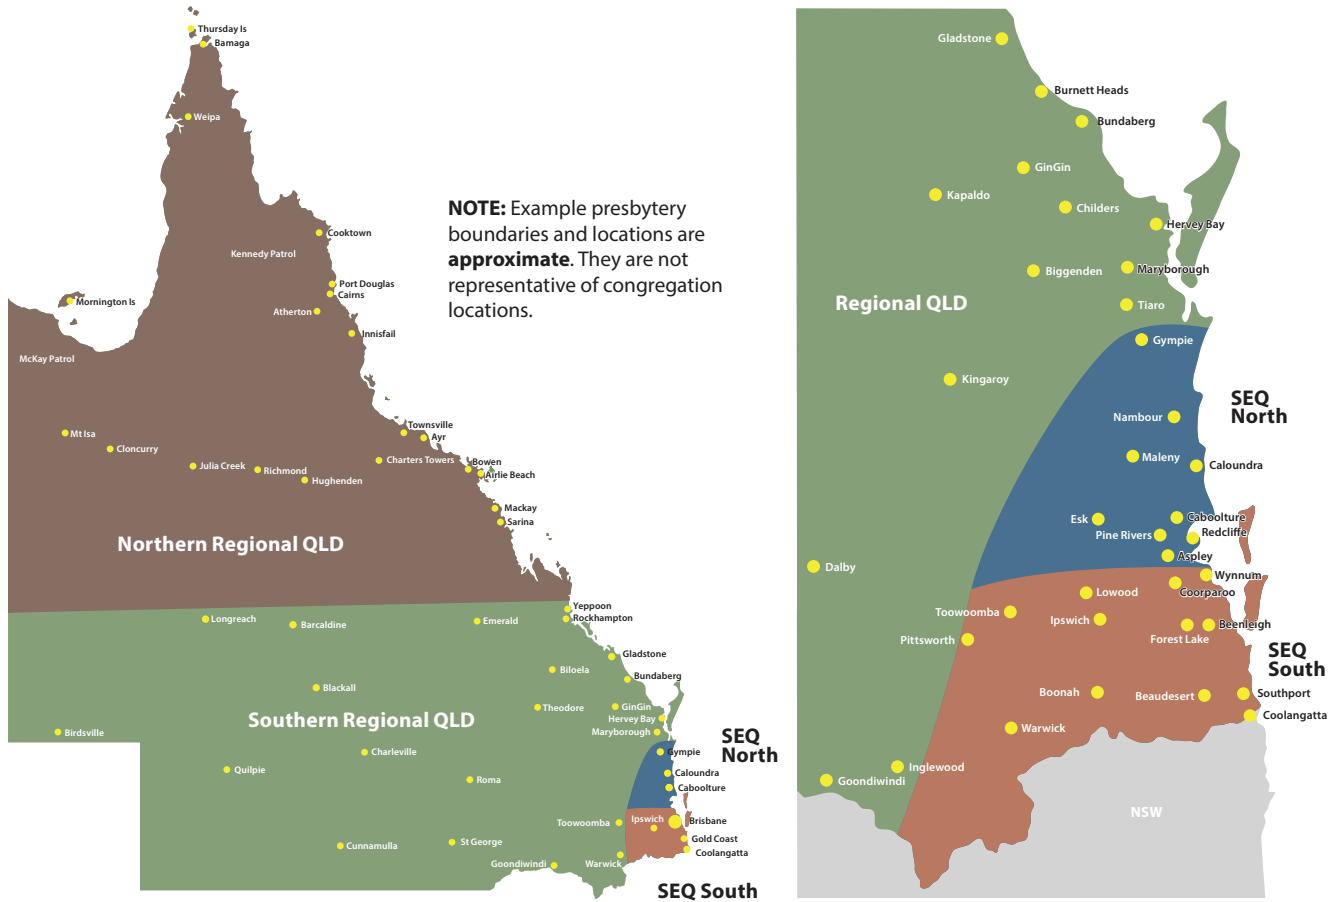 Thursday Is
Bamaga
Weipa
Cooktown
Kennedy Patrol
Port Douglas
Cairns
Mornington Is
Atherton
Innisfail
McKay Patrol
Townsville
Mt Isa
Ayr
Cloncurry
Charters Towers
Bowen
Julia Creek
Richmond
Airlie Beach
Hughenden
Mackay
Sarina
Northern Regional QLD
NOTE: Example presbytery
boundaries and locations are
approximate. They are not
representative of congregation
locations.
Yeppoon
Longreach
Barcaldine
Emerald
Rockhampton
Gladstone
Biloela
Bundaberg
Blackall
Theodore
GinGin
Southern Regional QLD
Hervey Bay
Birdsville
Maryborough
SEQ
North
Charleville
Gympie
Quilpie
Roma
Caloundra
Caboolture
Toowoomba
Ipswich
Brisbane
Cunnamulla
St George
Gold Coast
Coolangatta
Goondiwindi
Warwick
SEQ South
Gladstone
Burnett Heads
Bundaberg
GinGin
Kapaldo
Childers
Hervey Bay
Biggenden
Maryborough
Regional QLD
Tiaro
Gympie
Kingaroy
SEQ
North
Nambour
Maleny
Caloundra
Esk
Caboolture
Pine Rivers
Redcliffe
Aspley
Dalby
Wynnum
Lowood
Coorparoo
Toowoomba
Ipswich
Beenleigh
Pittsworth
Forest Lake
SEQ
South
Boonah
Beaudesert
Southport
Coolangatta
Warwick
Inglewood
Goondiwindi
NSW